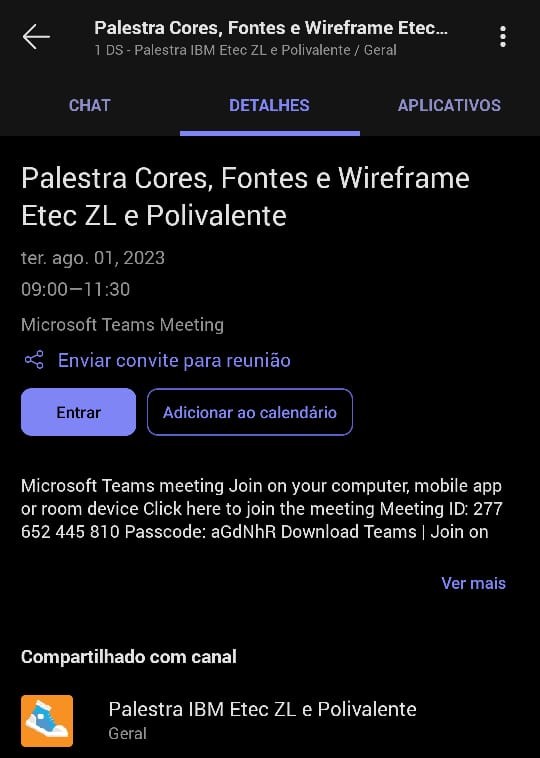 Palestra Cores, Fontes e Wireframe Etec...
1 DS - Palestra IBM Etec ZL e Polivalente / Geral
CHAT
DETALHES
APLICATIVOS
Palestra Cores, Fontes e Wireframe
Etec ZL e Polivalente
ter. ago. 01, 2023
09:00—11:30
Microsoft Teams Meeting
Enviar convite para reunião
Entrar
Adicionar ao calendário
Microsoft Teams meeting Join on your computer, mobile app
or room device Click here to join the meeting Meeting ID: 277
652 445 810 Passcode: aGdNhR Download Teams | Join on
Ver mais
Compartilhado com canal
Palestra IBM Etec ZL e Polivalente
Geral